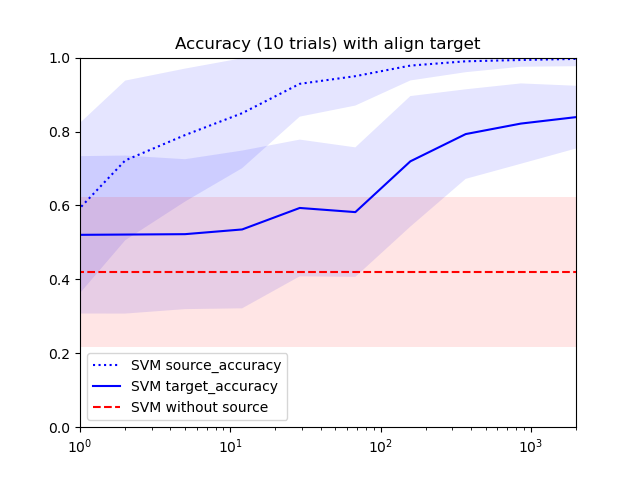 Accuracy (10 trials) with align target
1.0
0.8
0.6
0.4
0.2
0.0
SVM source_accuracy
SVM target_accuracy
SVM without source
10⁰ 10¹ 10² 10³